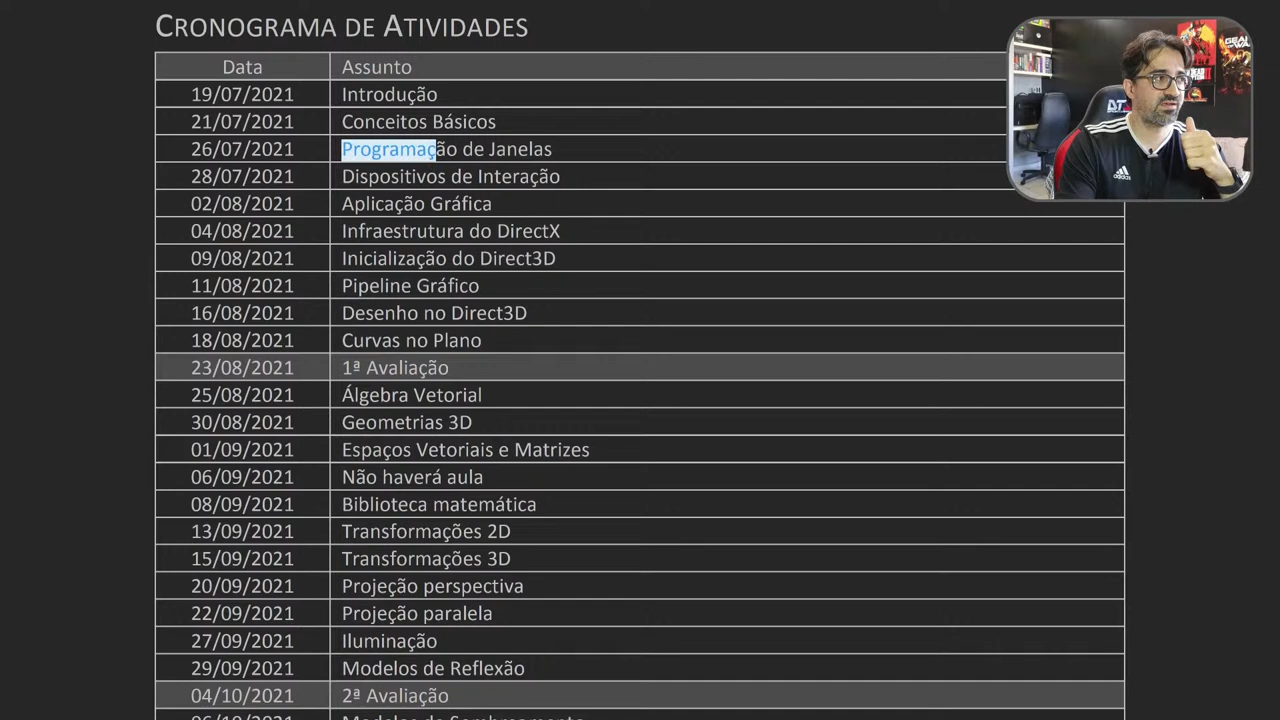 CRONOGRAMA DE ATIVIDADES
Data Assunto
19/07/2021 Introdução
21/07/2021 Conceitos Básicos
26/07/2021 Programação de Janelas
28/07/2021 Dispositivos de Interação
02/08/2021 Aplicação Gráfica
04/08/2021 Infraestrutura do DirectX
09/08/2021 Inicialização do Direct3D
11/08/2021 Pipeline Gráfico
16/08/2021 Desenho no Direct3D
18/08/2021 Curvas no Plano
23/08/2021 1ª Avaliação
25/08/2021 Álgebra Vetorial
30/08/2021 Geometrias 3D
01/09/2021 Espaços Vetoriais e Matrizes
06/09/2021 Não haverá aula
08/09/2021 Biblioteca matemática
13/09/2021 Transformações 2D
15/09/2021 Transformações 3D
20/09/2021 Projeção perspectiva
22/09/2021 Projeção paralela
27/09/2021 Iluminação
29/09/2021 Modelos de Reflexão
04/10/2021 2ª Avaliação
adidas